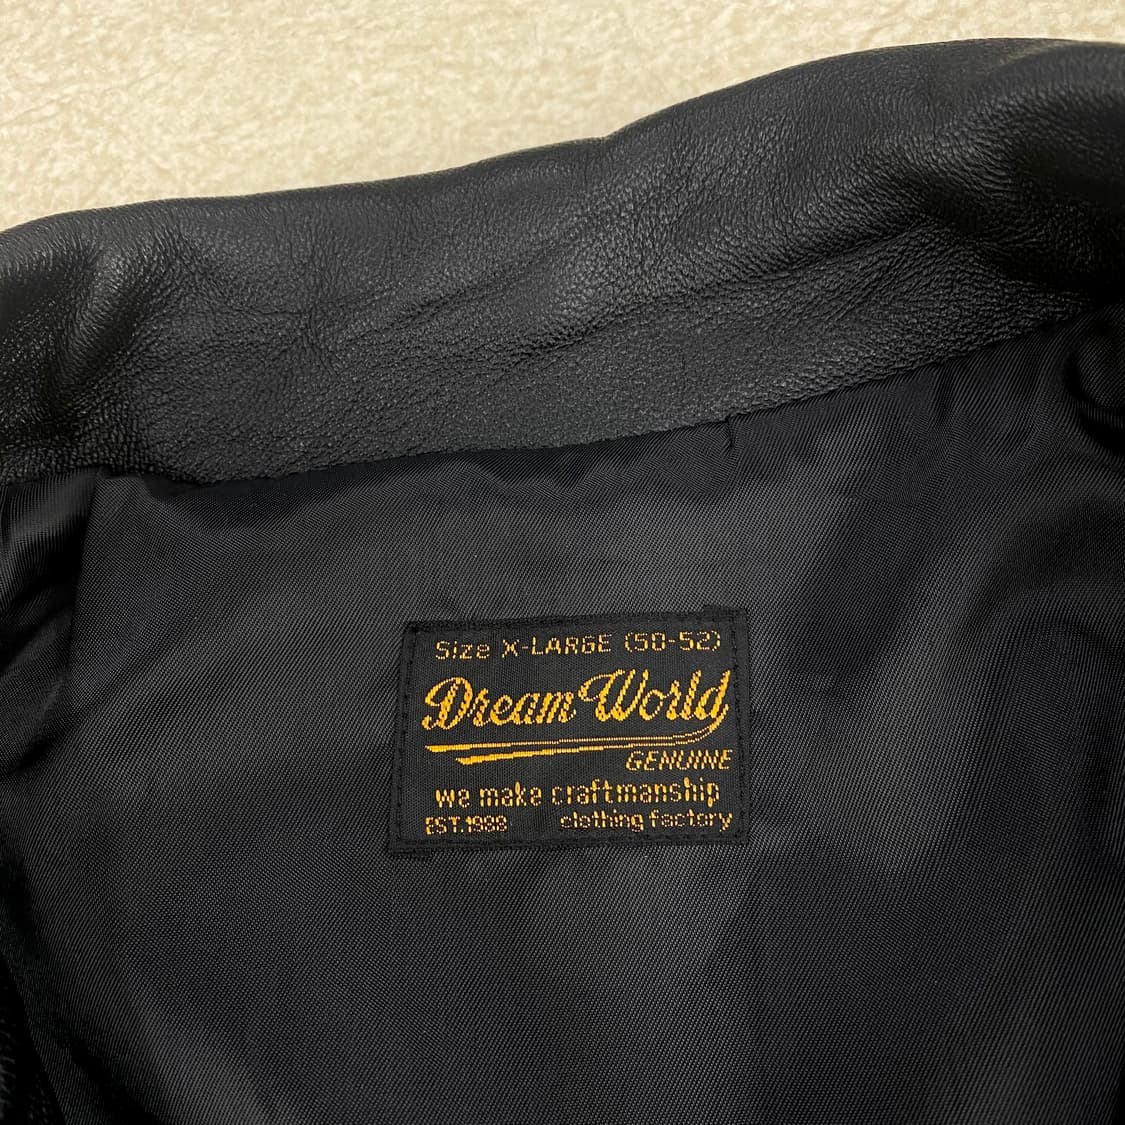 Size X-LARGE (50-52)
Dream World
GENUINE
we make craftmanship
EST.1988 clothing factory